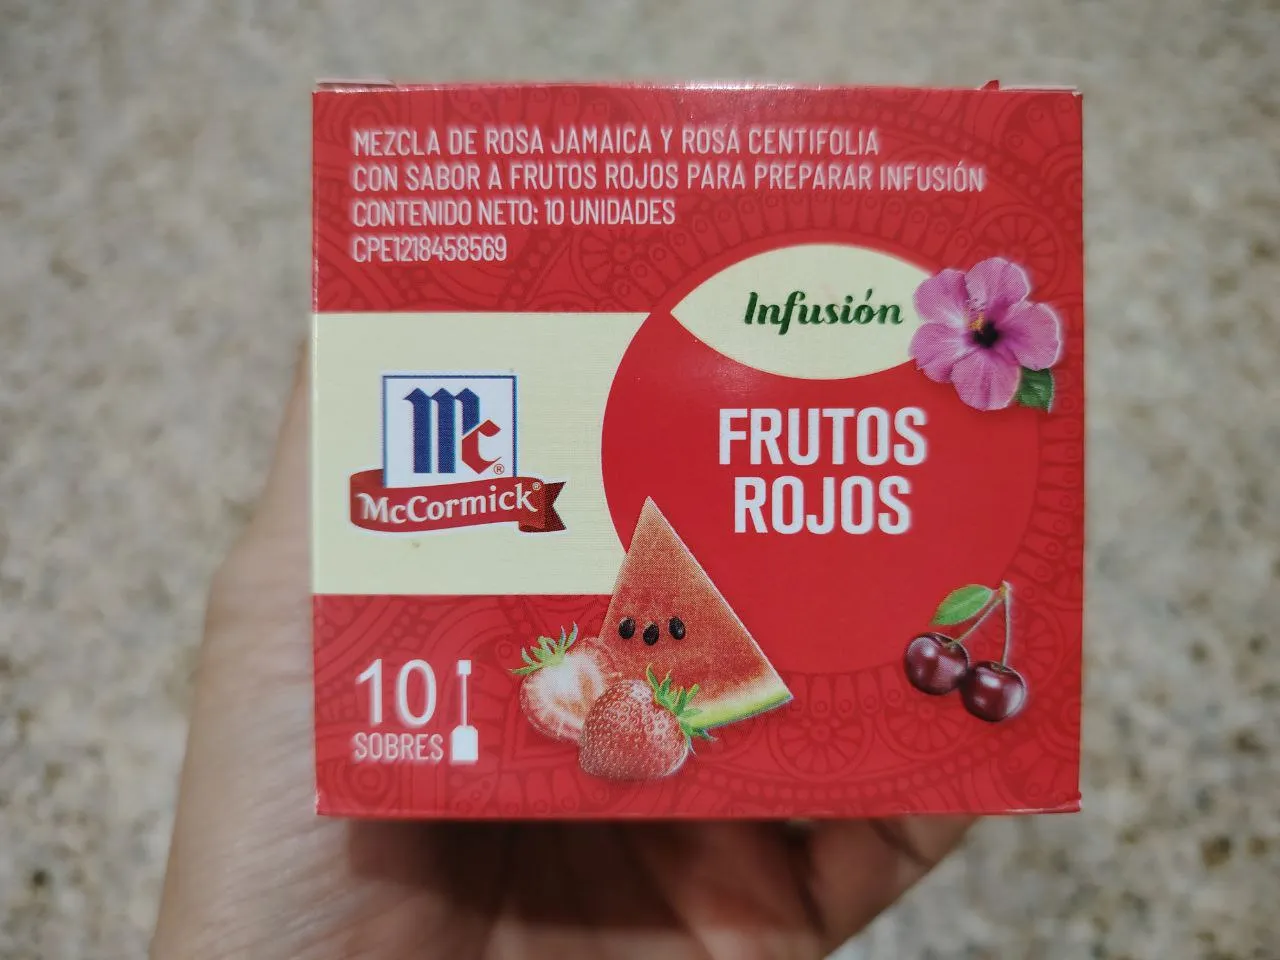 MEZCLA DE ROSA JAMAICA Y ROSA CENTIFOLIA
CON SABOR A FRUTOS ROJOS PARA PREPARAR INFUSIÓN
CONTENIDO NETO: 10 UNIDADES
CPE1218458569
Infusión
Mc®
McCormick®
FRUTOS
ROJOS
10
SOBRES